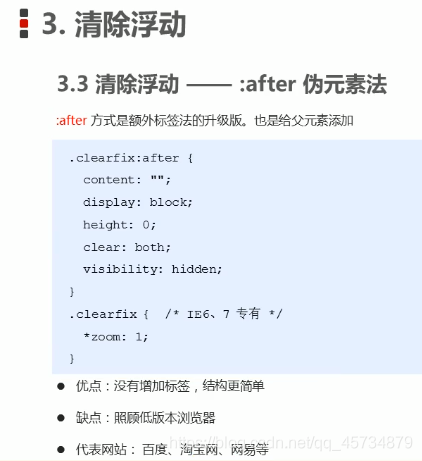 3. 清除浮动
3.3 清除浮动 —— :after 伪元素法
:after 方式是额外标签法的升级版。也是给父元素添加
.clearfix:after {
content: "";
display: block;
height: 0;
clear: both;
visibility: hidden;
}
.clearfix { /* IE6、7 专有 */
*zoom: 1;
}
● 优点：没有增加标签，结构更简单
● 缺点：照顾低版本浏览器
● 代表网站： 百度、淘宝网、网易等
https://blog.csdn.net/qq_45734879